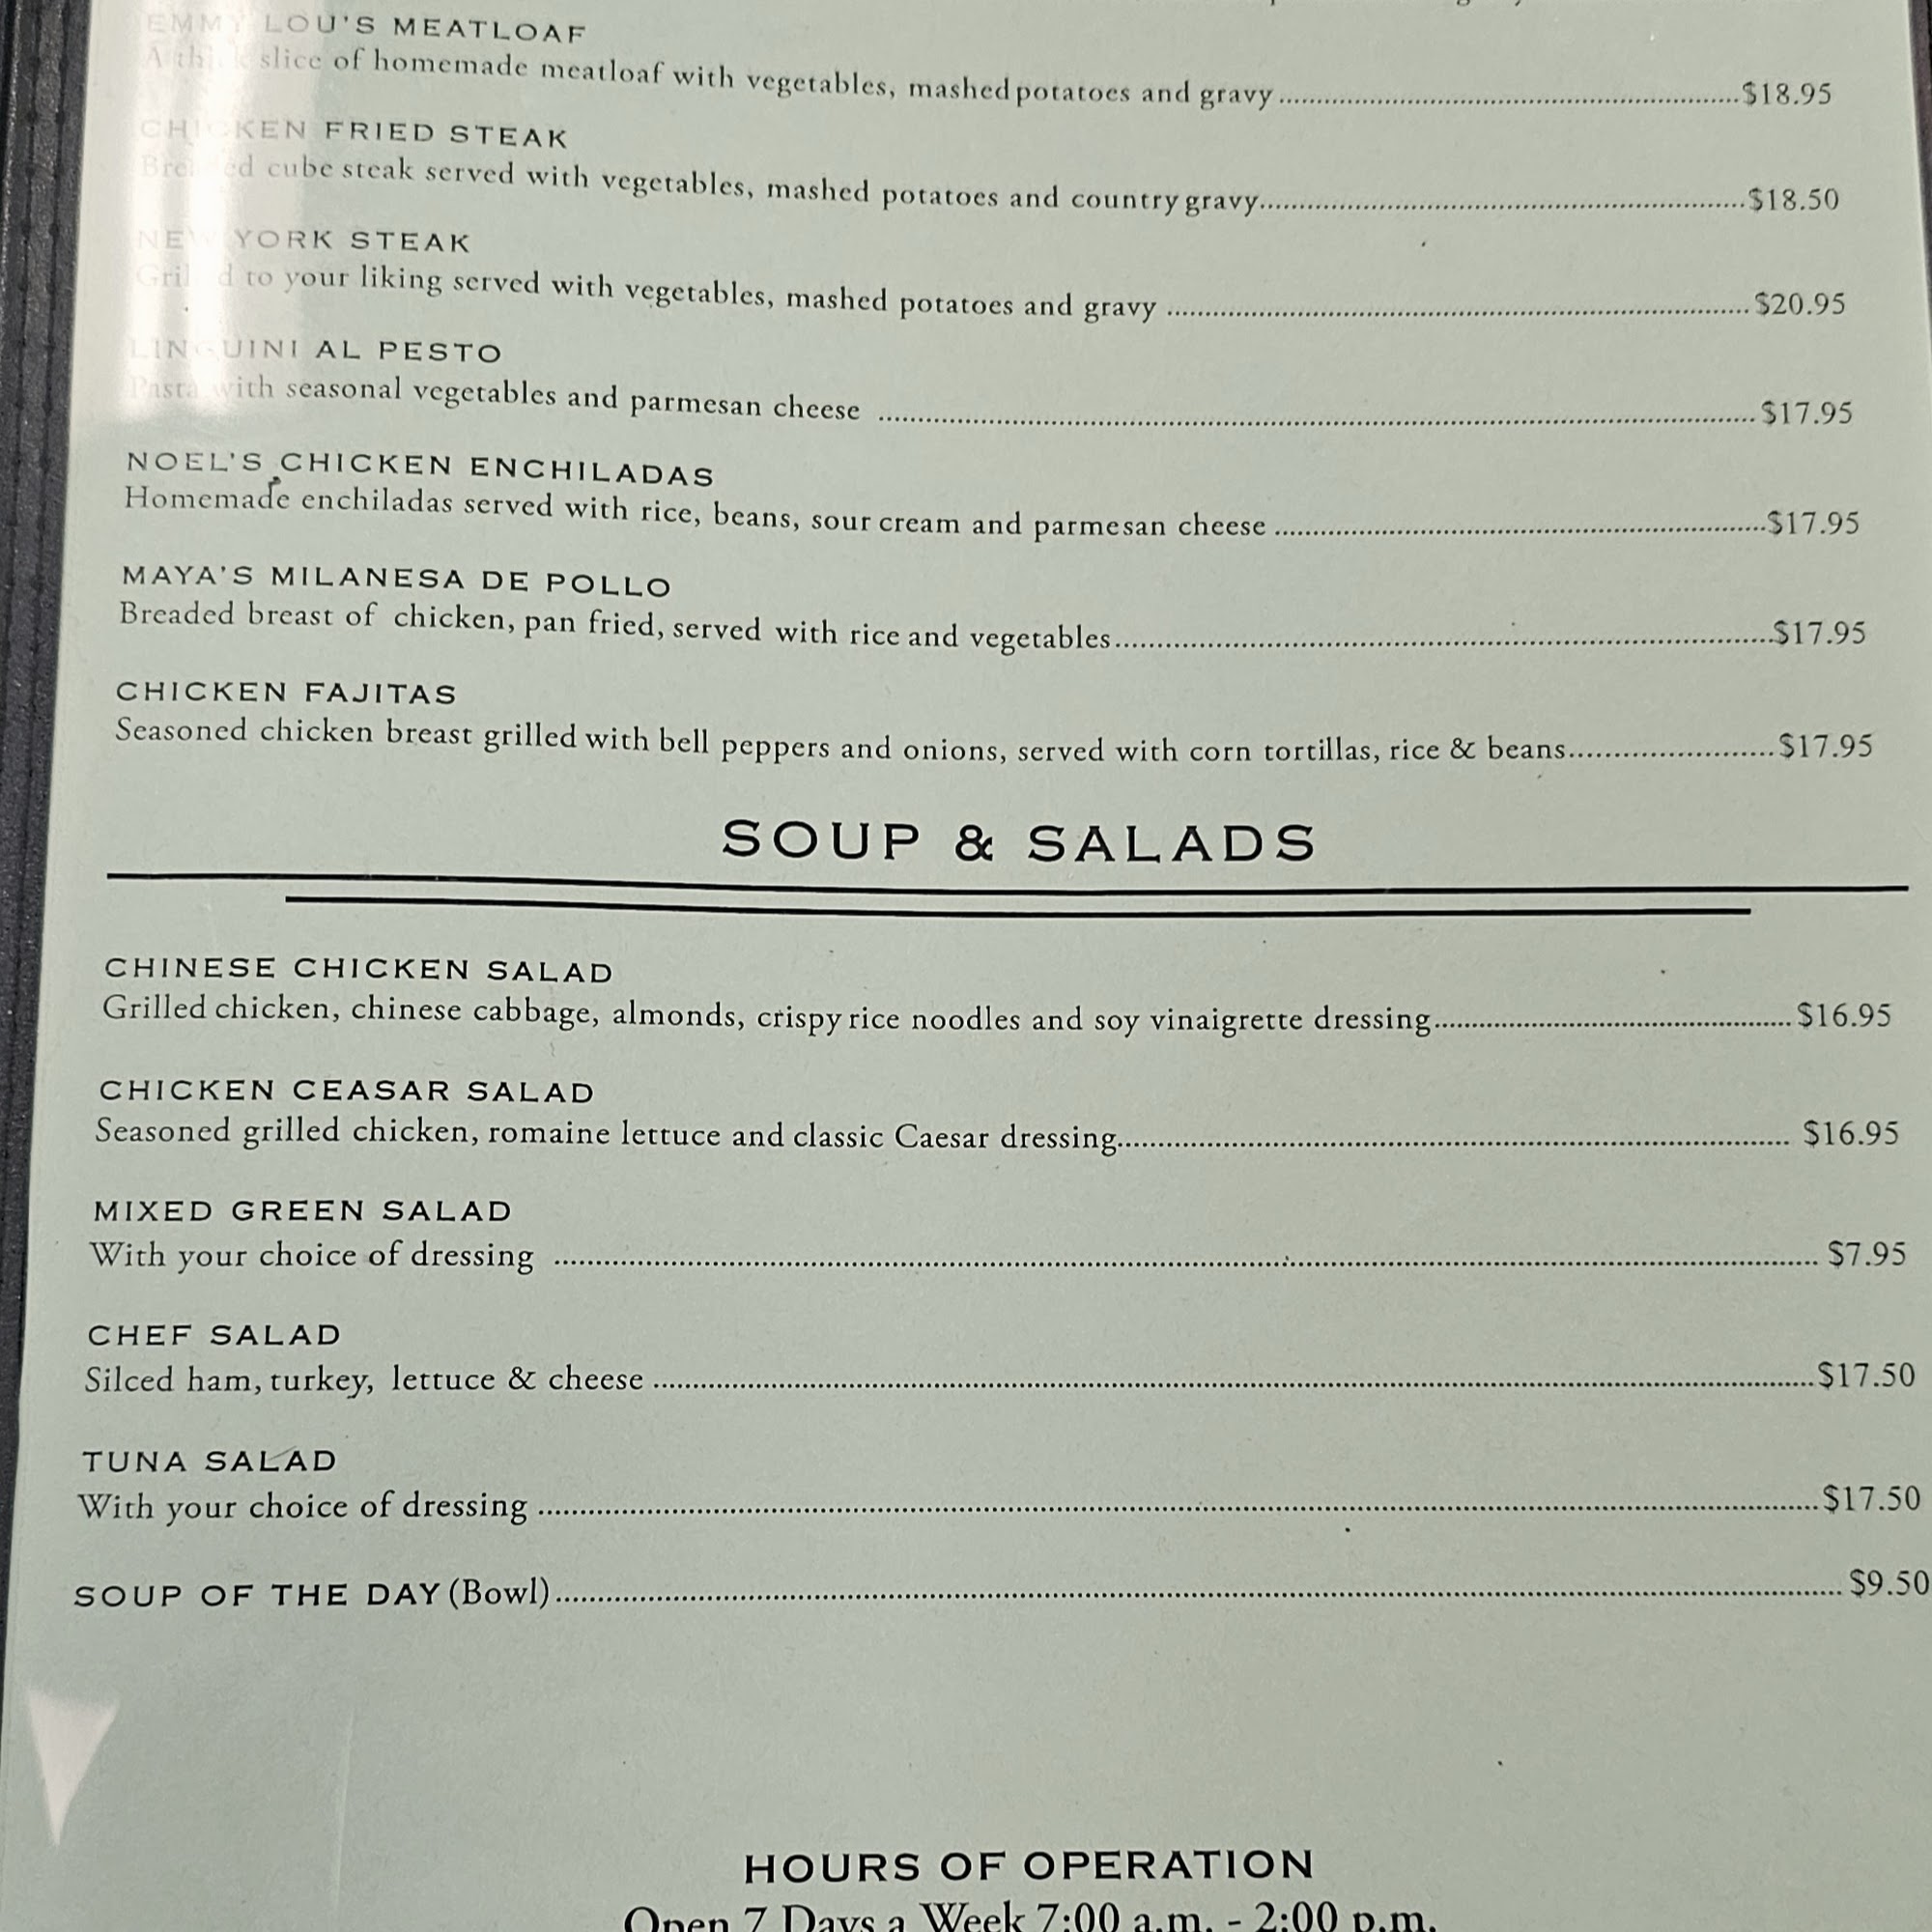 EMMY LOU'S MEATLOAF
A thick slice of homemade meatloaf with vegetables, mashed potatoes and gravy $18.95
CHICKEN FRIED STEAK
Breaded cube steak served with vegetables, mashed potatoes and country gravy $18.50
NEW YORK STEAK
Grilled to your liking served with vegetables, mashed potatoes and gravy $20.95
LINGUINI AL PESTO
Pasta with seasonal vegetables and parmesan cheese $17.95
NOEL'S CHICKEN ENCHILADAS
Homemade enchiladas served with rice, beans, sour cream and parmesan cheese $17.95
MAYA'S MILANESA DE POLLO
Breaded breast of chicken, pan fried, served with rice and vegetables $17.95
CHICKEN FAJITAS
Seasoned chicken breast grilled with bell peppers and onions, served with corn tortillas, rice & beans $17.95
SOUP & SALADS
CHINESE CHICKEN SALAD
Grilled chicken, chinese cabbage, almonds, crispy rice noodles and soy vinaigrette dressing $16.95
CHICKEN CEASAR SALAD
Seasoned grilled chicken, romaine lettuce and classic Caesar dressing $16.95
MIXED GREEN SALAD
With your choice of dressing $7.95
CHEF SALAD
Silced ham, turkey, lettuce & cheese $17.50
TUNA SALAD
With your choice of dressing $17.50
SOUP OF THE DAY (Bowl) $9.50
HOURS OF OPERATION
Open 7 Days a Week 7:00 a.m. - 2:00 p.m.